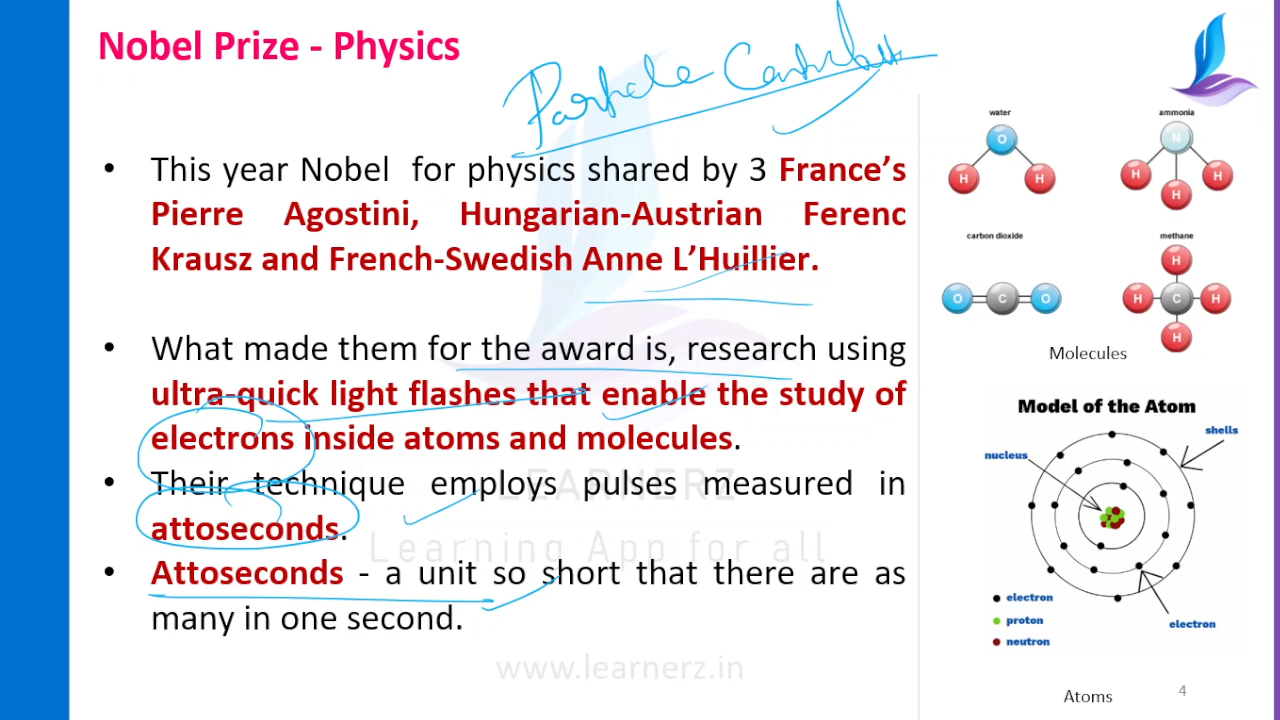 Nobel Prize - Physics
• This year Nobel for physics shared by 3 France's
Pierre Agostini, Hungarian-Austrian Ferenc
Krausz and French-Swedish Anne L'Huillier.
• What made them for the award is, research using
ultra-quick light flashes that enable the study of
electrons inside atoms and molecules.
• Their technique employs pulses measured in
attoseconds.
• Attoseconds - a unit so short that there are as
many in one second.
LEARNERZ
Learning App for all
www.learnerz.in
water
O
H
H
ammonia
N
H
H
H
carbon dioxide
O
C
O
methane
H
H
C
H
H
Molecules
Model of the Atom
shells
nucleus
electron
proton
neutron
electron
Atoms
4